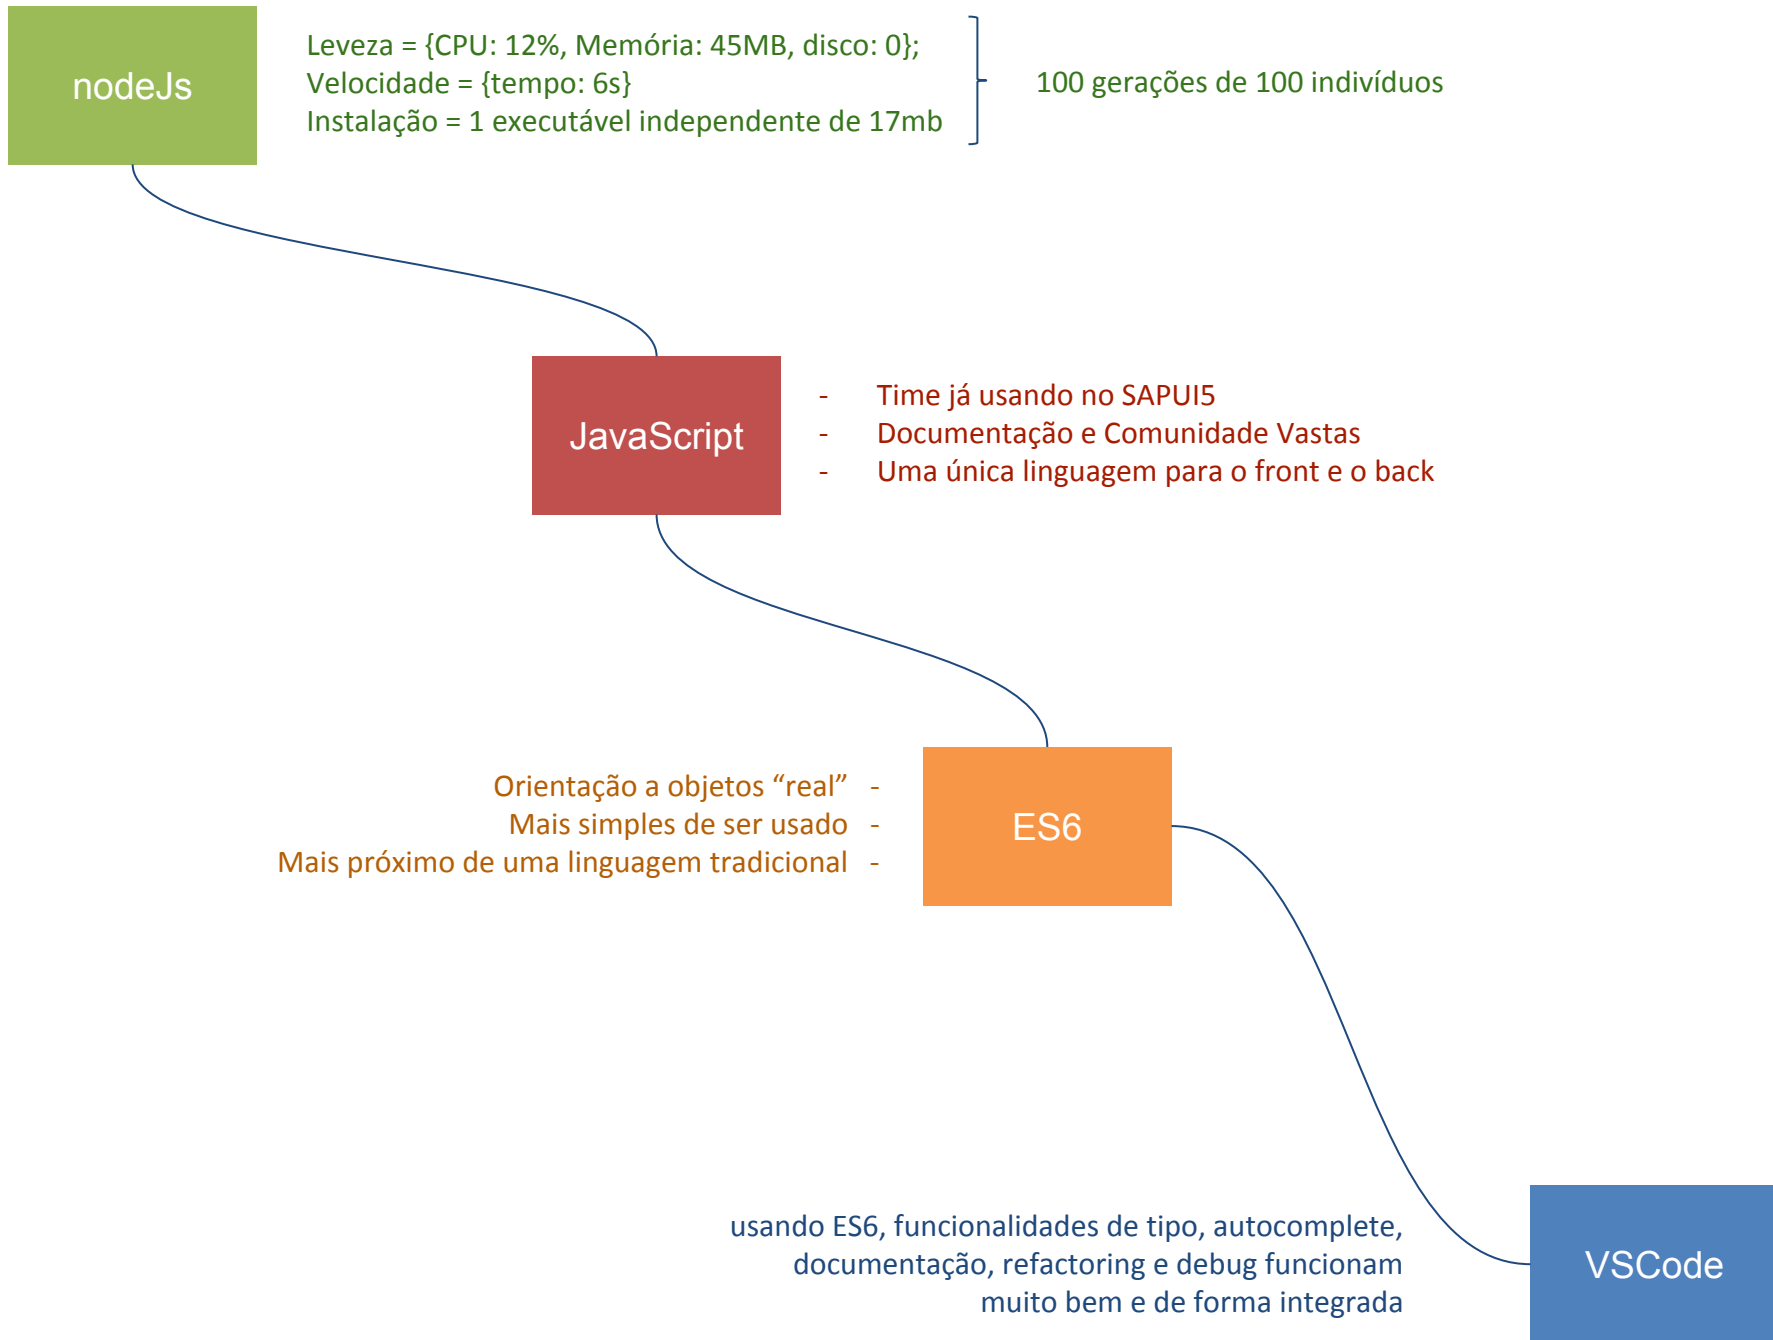 nodeJs
Leveza = {CPU: 12%, Memória: 45MB, disco: 0};
Velocidade = {tempo: 6s}
Instalação = 1 executável independente de 17mb
100 gerações de 100 indivíduos
JavaScript
- Time já usando no SAPUI5
- Documentação e Comunidade Vastas
- Uma única linguagem para o front e o back
Orientação a objetos “real” -
Mais simples de ser usado -
Mais próximo de uma linguagem tradicional -
ES6
usando ES6, funcionalidades de tipo, autocomplete,
documentação, refactoring e debug funcionam
muito bem e de forma integrada
VSCode